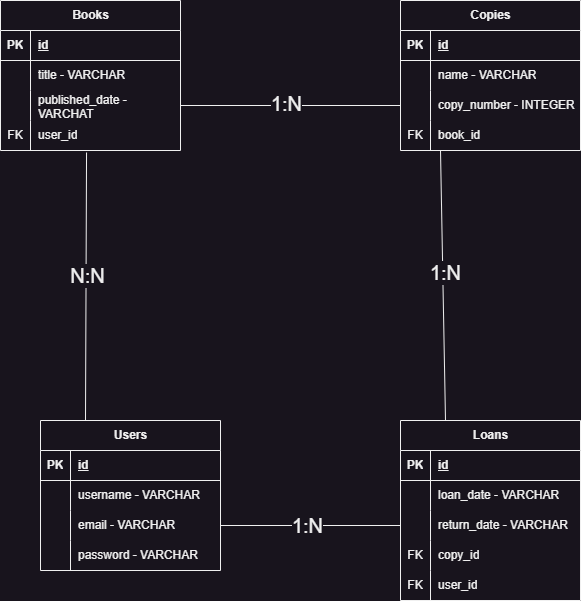 Books
PK id
title - VARCHAR
published_date -
VARCHAT
FK user_id
1:N
Copies
PK id
name - VARCHAR
copy_number - INTEGER
FK book_id
N:N
1:N
Users
PK id
username - VARCHAR
email - VARCHAR
password - VARCHAR
1:N
Loans
PK id
loan_date - VARCHAR
return_date - VARCHAR
FK copy_id
FK user_id